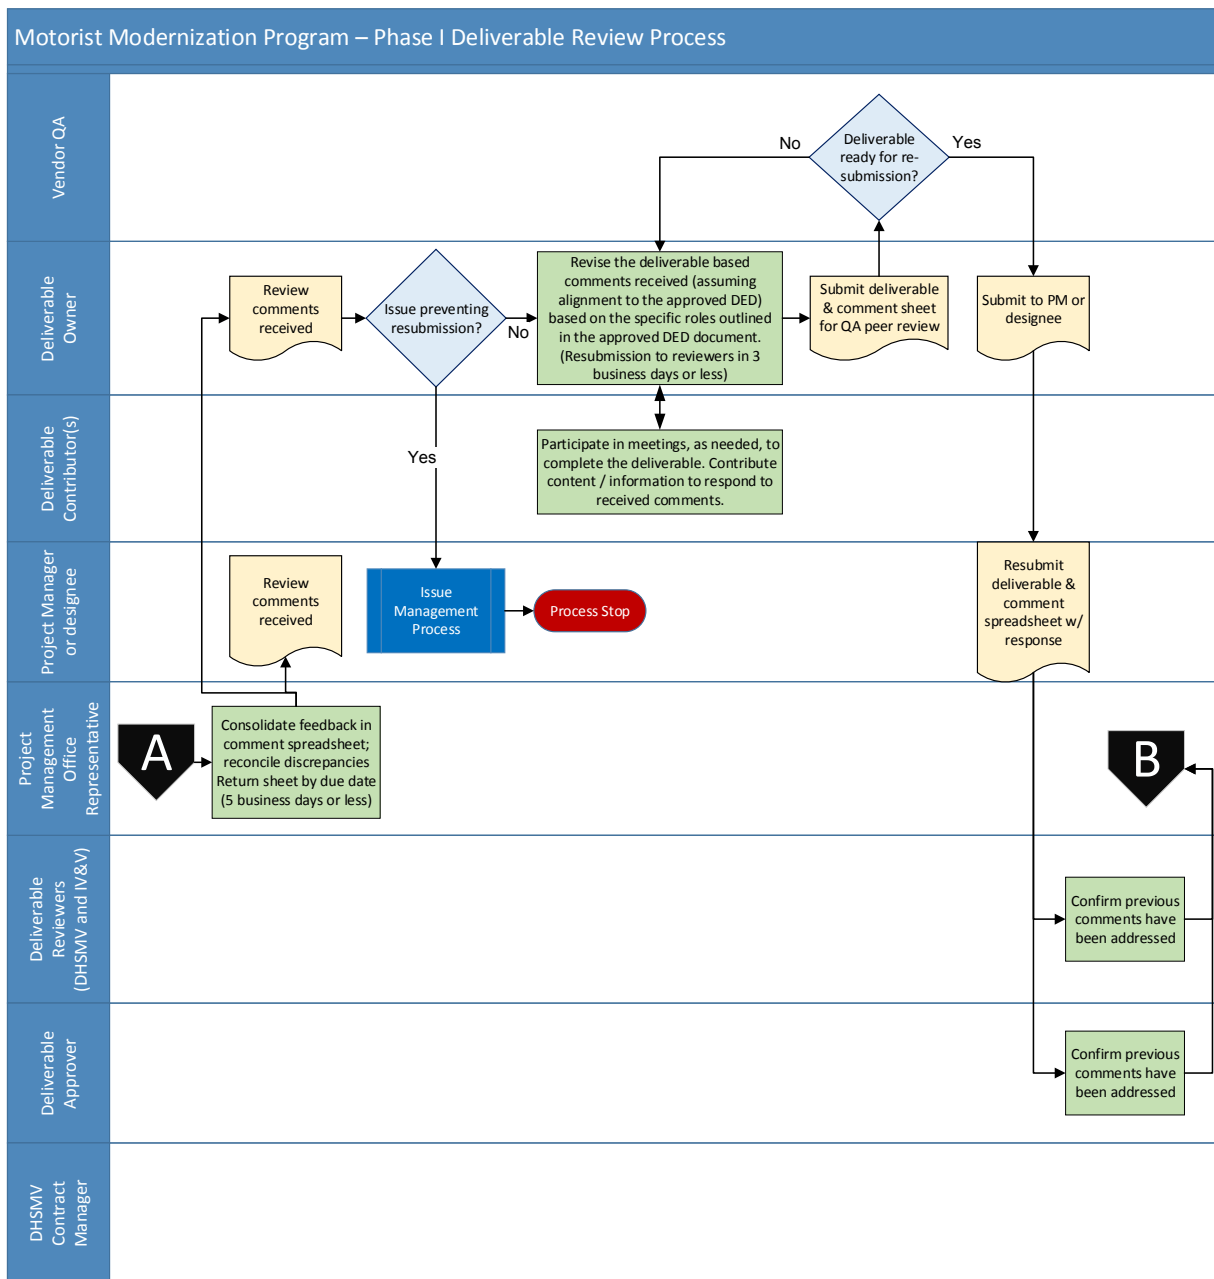 Motorist Modernization Program – Phase I Deliverable Review Process
Vendor QA
Deliverable
ready for re-
submission?
No
Yes
Deliverable
Owner
Review
comments
received
Issue preventing
resubmission?
No
Yes
Revise the deliverable based
comments received (assuming
alignment to the approved DED)
based on the specific roles outlined
in the approved DED document.
(Resubmission to reviewers in 3
business days or less)
Submit deliverable
& comment sheet
for QA peer review
Submit to PM or
designee
Deliverable
Contributor(s)
Participate in meetings, as needed, to
complete the deliverable. Contribute
content / information to respond to
received comments.
Project Manager
or designee
Review
comments
received
Issue
Management
Process
Process Stop
Resubmit
deliverable &
comment
spreadsheet w/
response
Project
Management
Office
Representative
A
Consolidate feedback in
comment spreadsheet;
reconcile discrepancies
Return sheet by due date
(5 business days or less)
B
Deliverable
Reviewers
(DHSMV and IV&V)
Confirm previous
comments have
been addressed
Deliverable
Approver
Confirm previous
comments have
been addressed
DHSMV
Contract
Manager